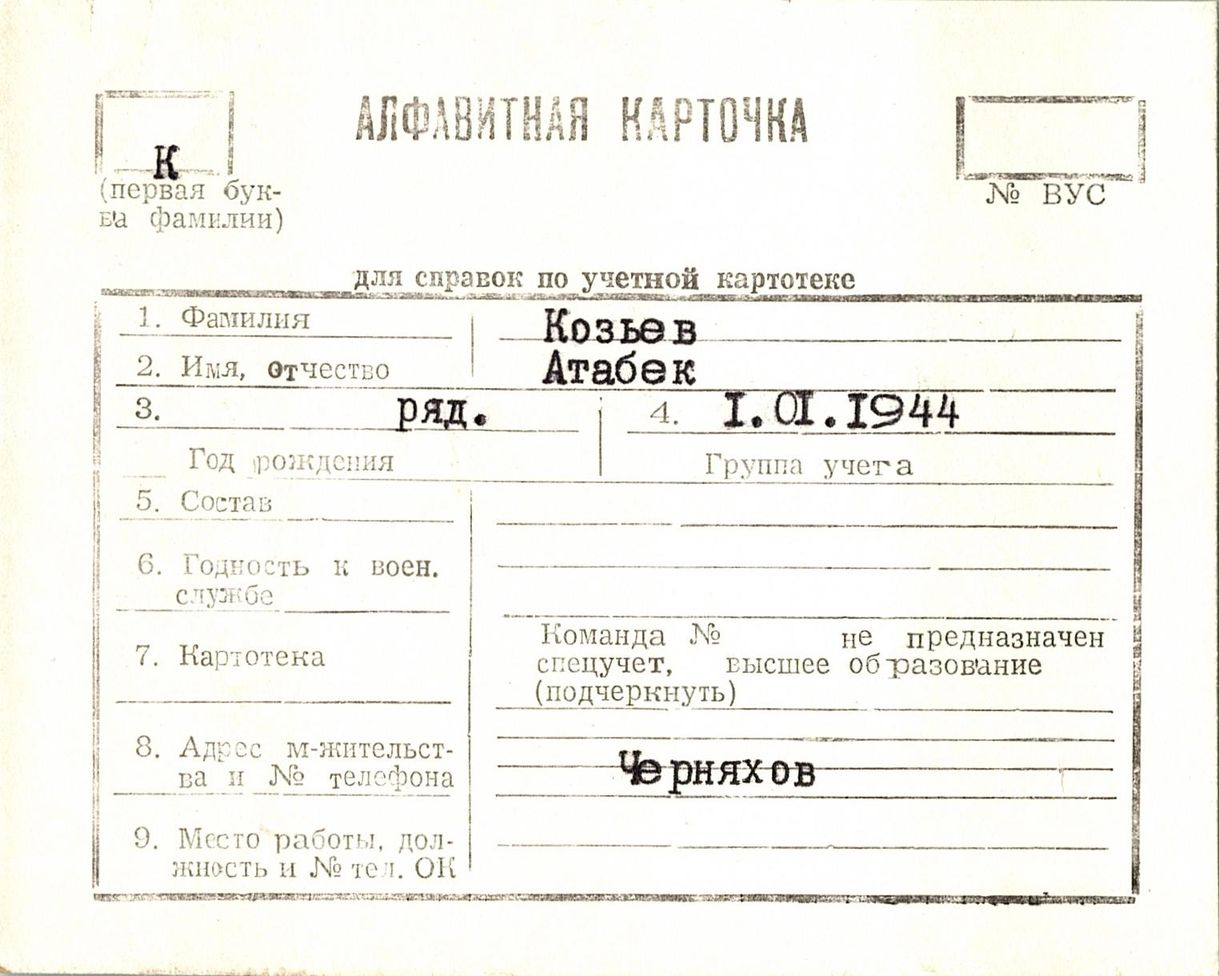 АЛФАВИТНАЯ КАРТОЧКА
К
(первая бук-
ва фамилии)
№ ВУС
для справок по учетной картотеке
1. Фамилия Козьев
2. Имя, отчество Атабек
3. ряд. 4. I.0I.I944
Год рождения Группа учета
5. Состав
6. Годность к воен.
службе
Команда № не предназначен
7. Картотека спецучет, высшее образование
(подчеркнуть)
8. Адрес м-жительст-
ва и № телефона Черняхов
9. Место работы, дол-
жность и № тел. ОК